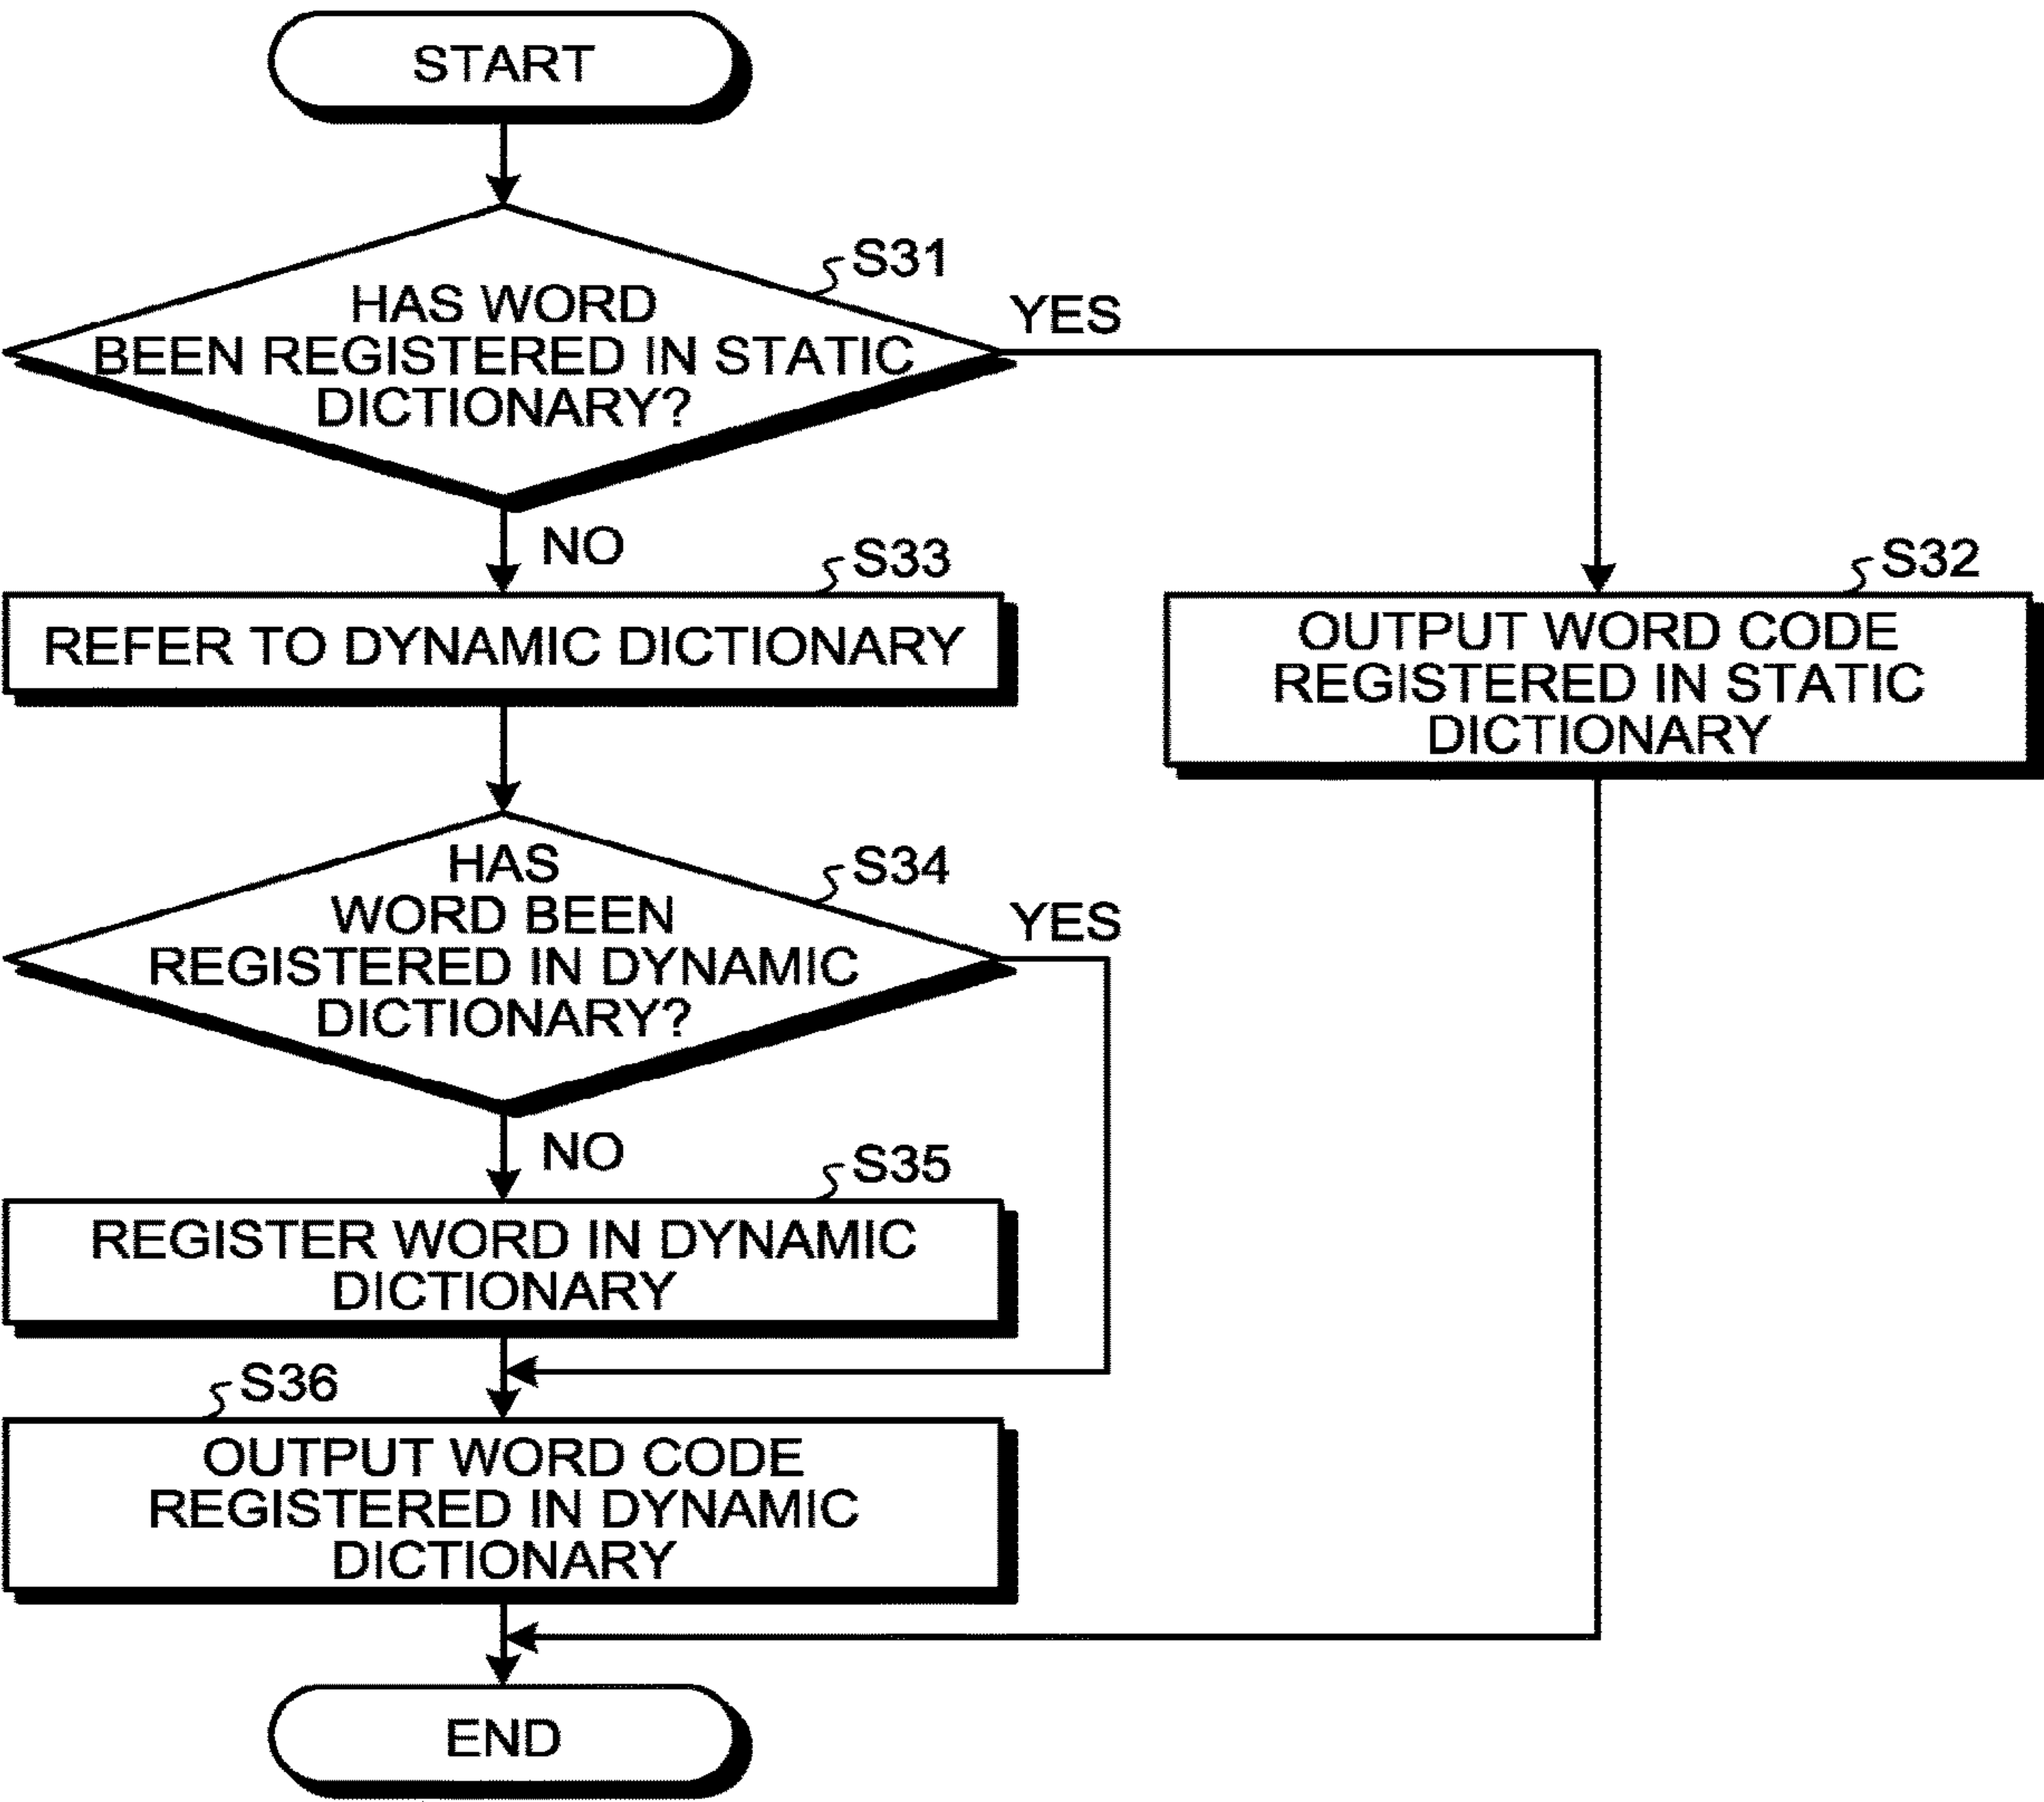 START
S31
HAS WORD
BEEN REGISTERED IN STATIC
DICTIONARY?
YES
NO
S33
REFER TO DYNAMIC DICTIONARY
S32
OUTPUT WORD CODE
REGISTERED IN STATIC
DICTIONARY
S34
HAS
WORD BEEN
REGISTERED IN DYNAMIC
DICTIONARY?
YES
NO
S35
REGISTER WORD IN DYNAMIC
DICTIONARY
S36
OUTPUT WORD CODE
REGISTERED IN DYNAMIC
DICTIONARY
END